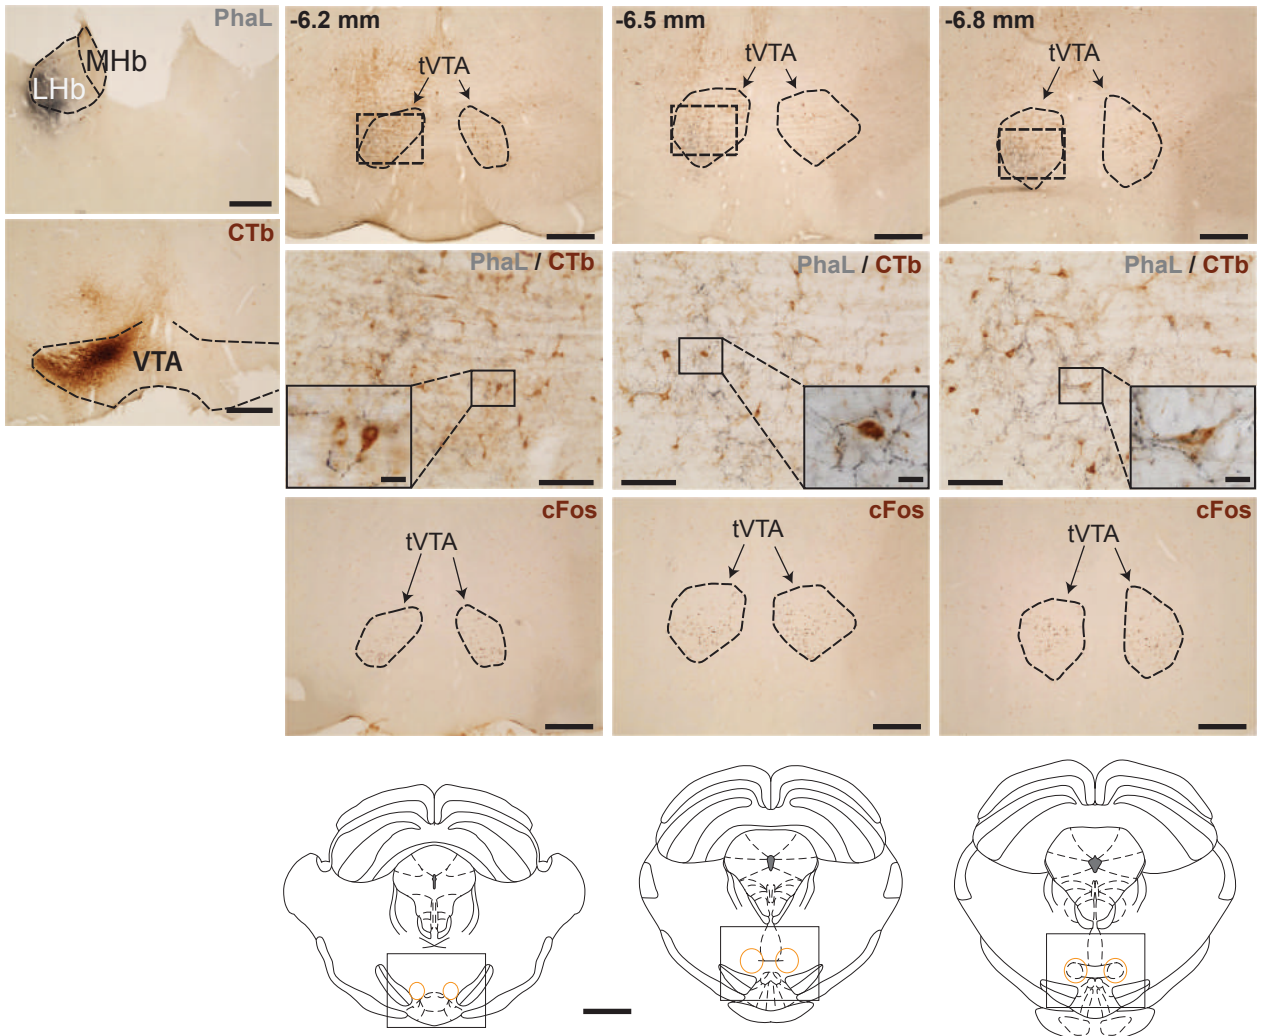 PhaL
MHb
LHb
CTb
VTA
-6.2 mm
tVTA
-6.5 mm
tVTA
-6.8 mm
tVTA
PhaL / CTb
PhaL / CTb
PhaL / CTb
cFos
tVTA
cFos
tVTA
cFos
tVTA